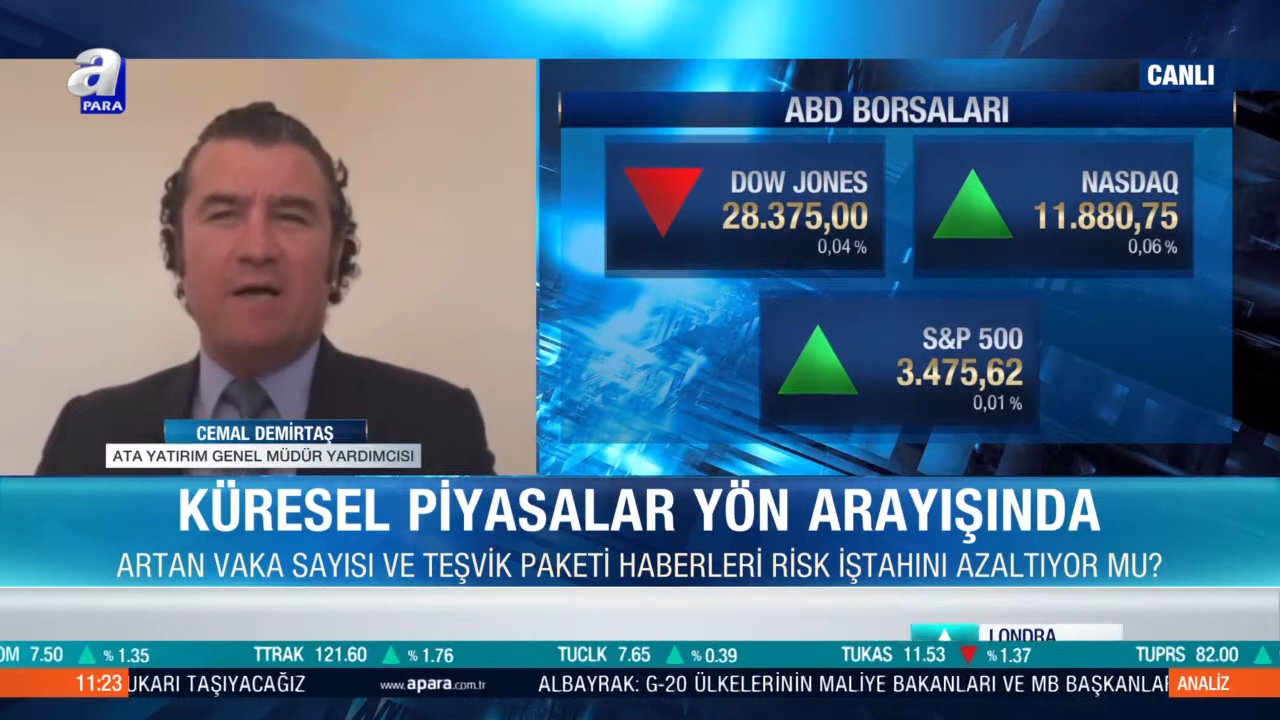 a
PARA
CANLI
ABD BORSALARI
DOW JONES
28.375,00
0,04 %
NASDAQ
11.880,75
0,06 %
S&P 500
3.475,62
0,01 %
CEMAL DEMİRTAŞ
ATA YATIRIM GENEL MÜDÜR YARDIMCISI
KÜRESEL PİYASALAR YÖN ARAYIŞINDA
ARTAN VAKA SAYISI VE TEŞVİK PAKETİ HABERLERİ RİSK İŞTAHINI AZALTIYOR MU?
LONDRA
OM 7.50 % 1.35 TTRAK 121.60 % 1.76 TUCLK 7.65 % 0.39 TUKAS 11.53 % 1.37 TUPRS 82.00
11:23 UKARI TAŞIYACAĞIZ www.apara.com.tr ALBAYRAK: G-20 ÜLKELERİNİN MALİYE BAKANLARI VE MB BAŞKANLA ANALİZ